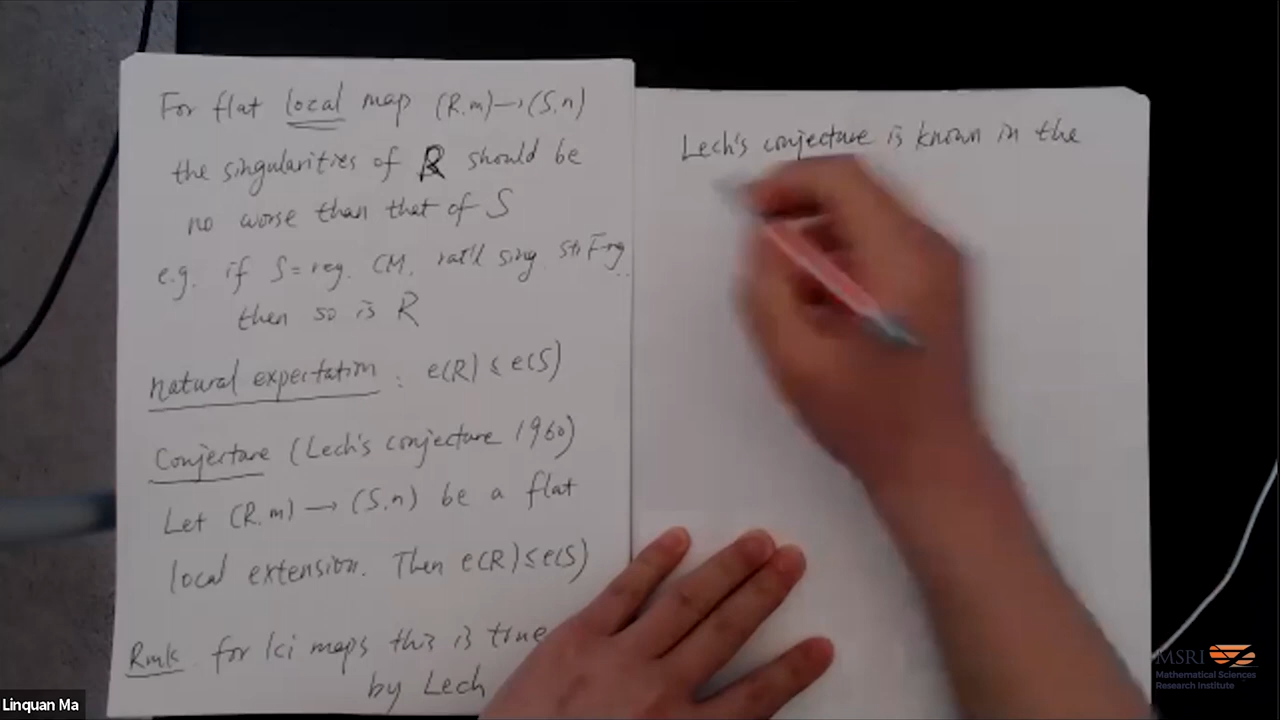 For flat local map (R.m)→(S.n)
the singularities of R should be
no worse than that of S
e.g. if S=reg. CM. rat'l sing. str F-reg.
then so is R
natural expectation : e(R) ≤ e(S)
Conjecture (Lech's conjecture 1960)
Let (R.m) → (S.n) be a flat
local extension. Then e(R) ≤ e(S)
Rmk for lci maps this is true
by Lech
Lech's conjecture is known in the
MSRI
Mathematical Sciences
Research Institute
Linquan Ma